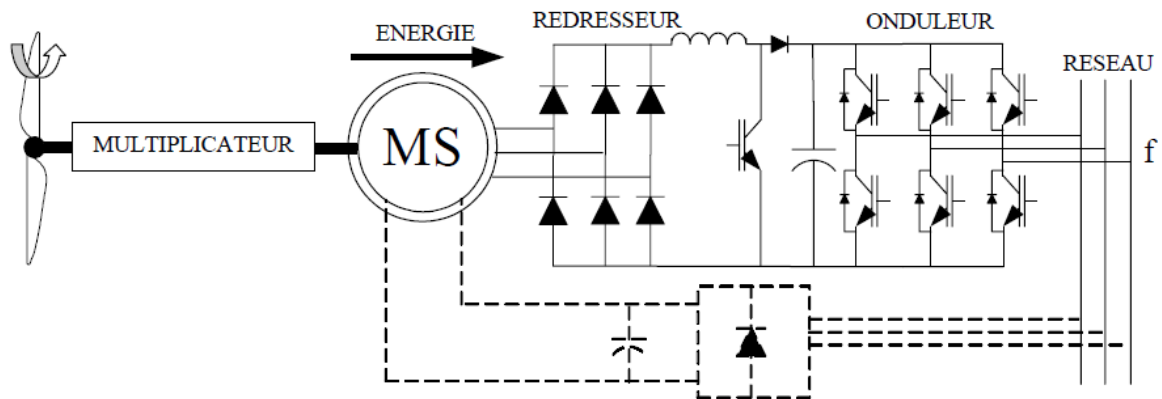 REDRESSEUR
ONDULEUR
ENERGIE
RESEAU
MULTIPLICATEUR
MS
f